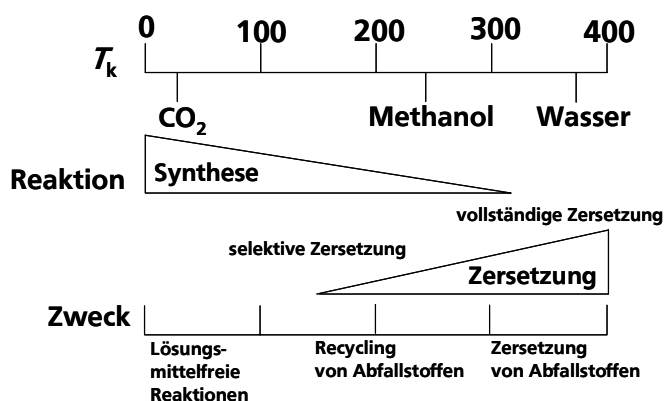 0 100 200 300 400
Tk
CO2 Methanol Wasser
Reaktion Synthese
vollständige Zersetzung
selektive Zersetzung
Zersetzung
Zweck
Lösungs-
mittelfreie
Reaktionen
Recycling
von Abfallstoffen
Zersetzung
von Abfallstoffen